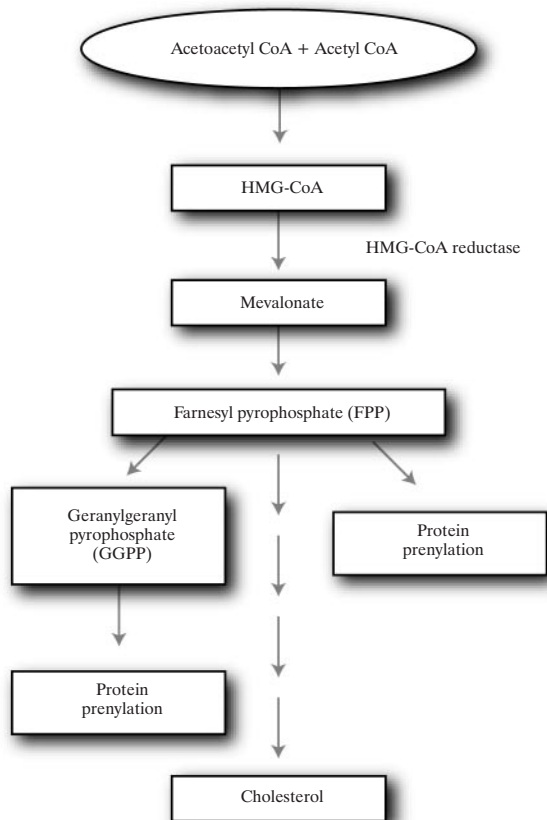 Acetoacetyl CoA + Acetyl CoA
HMG-CoA
HMG-CoA reductase
Mevalonate
Farnesyl pyrophosphate (FPP)
Geranylgeranyl
pyrophosphate
(GGPP)
Protein
prenylation
Protein
prenylation
Cholesterol